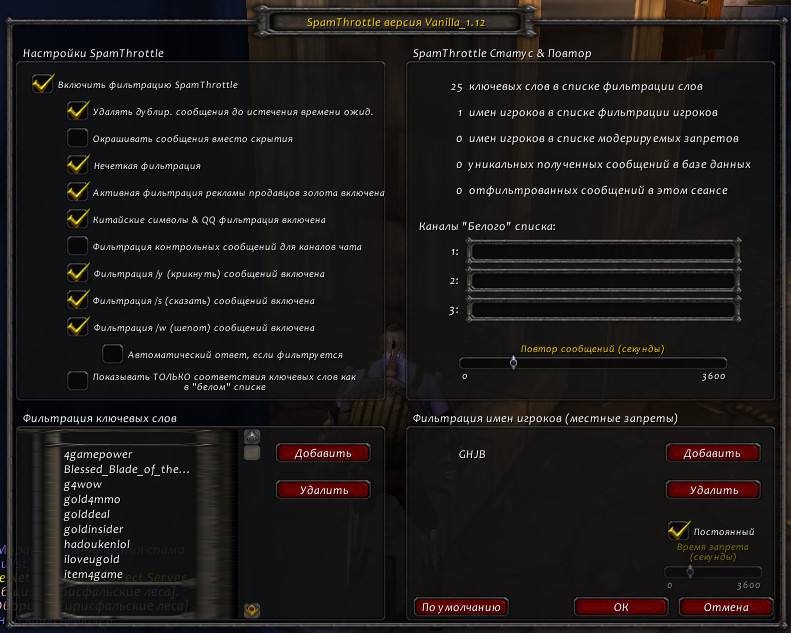 SpamThrottle версия Vanilla_1.12
Настройки SpamThrottle
Включить фильтрацию SpamThrottle
Удалять дублир. сообщения до истечения времени ожид.
Окрашивать сообщения вместо скрытия
Нечеткая фильтрация
Активная фильтрация рекламы продавцов золота включена
Китайские символы & QQ фильтрация включена
Фильтрация контрольных сообщений для каналов чата
Фильтрация /y (крикнуть) сообщений включена
Фильтрация /s (сказать) сообщений включена
Фильтрация /w (шепот) сообщений включена
Автоматический ответ, если фильтруется
Показывать ТОЛЬКО соответствия ключевых слов как
в "белом" списке
SpamThrottle Статус & Повтор
25 ключевых слов в списке фильтрации слов
1 имен игроков в списке фильтрации игроков
0 имен игроков в списке модерируемых запретов
0 уникальных полученных сообщений в базе данных
0 отфильтрованных сообщений в этом сеансе
Каналы "Белого" списка:
1:
2:
3:
Повтор сообщений (секунды)
0 3600
Фильтрация ключевых слов
4gamepower
Blessed_Blade_of_the...
g4wow
gold4mmo
golddeal
goldinsider
hadoukenlol
iloveugold
item4game
Добавить
Удалить
Фильтрация имен игроков (местные запреты)
GHJB
Добавить
Удалить
Постоянный
Время запрета
(секунды)
0 3600
По умолчанию
ОК
Отмена